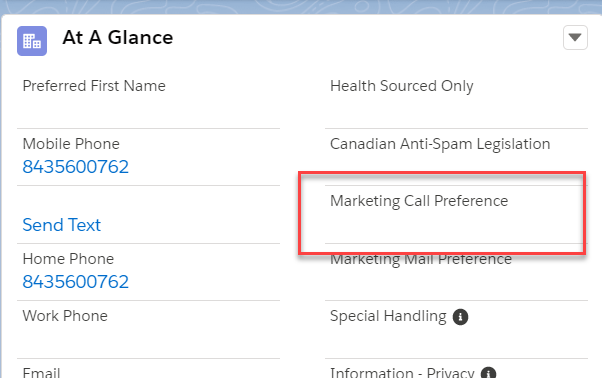 At A Glance
Preferred First Name
Health Sourced Only
Mobile Phone
8435600762
Canadian Anti-Spam Legislation
Send Text
Marketing Call Preference
Home Phone
8435600762
Marketing Mail Preference
Work Phone
Special Handling
Email
Information - Privacy